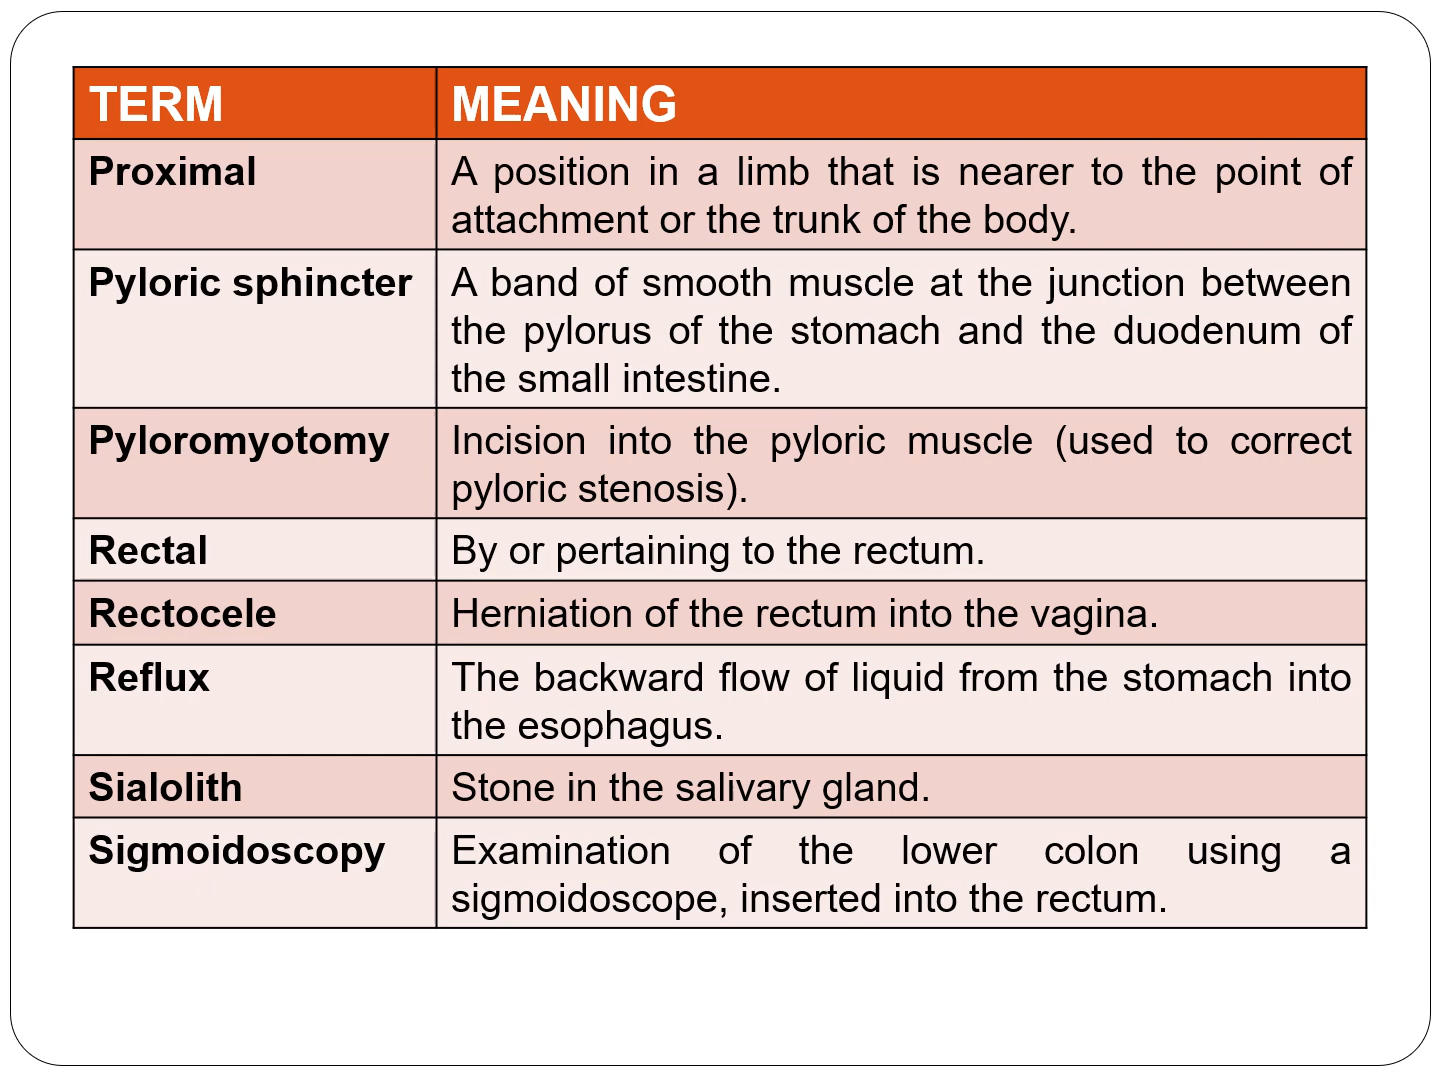 TERM
MEANING
Proximal
A position in a limb that is nearer to the point of
attachment or the trunk of the body.
Pyloric sphincter
A band of smooth muscle at the junction between
the pylorus of the stomach and the duodenum of
the small intestine.
Pyloromyotomy
Incision into the pyloric muscle (used to correct
pyloric stenosis).
Rectal
By or pertaining to the rectum.
Rectocele
Herniation of the rectum into the vagina.
Reflux
The backward flow of liquid from the stomach into
the esophagus.
Sialolith
Stone in the salivary gland.
Sigmoidoscopy
Examination of the lower colon using a
sigmoidoscope, inserted into the rectum.